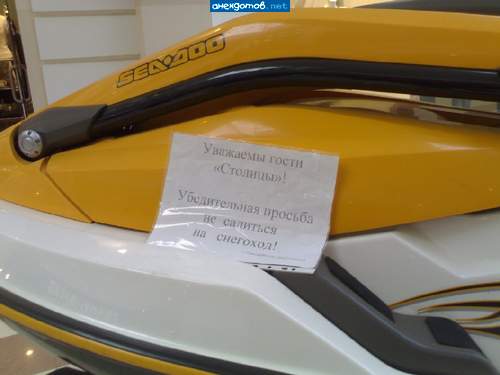 анекдотов.net
SEA-DOO
Уважаемы гости
«Столицы»!
Убедительная просьба
не садиться
на снегоход!